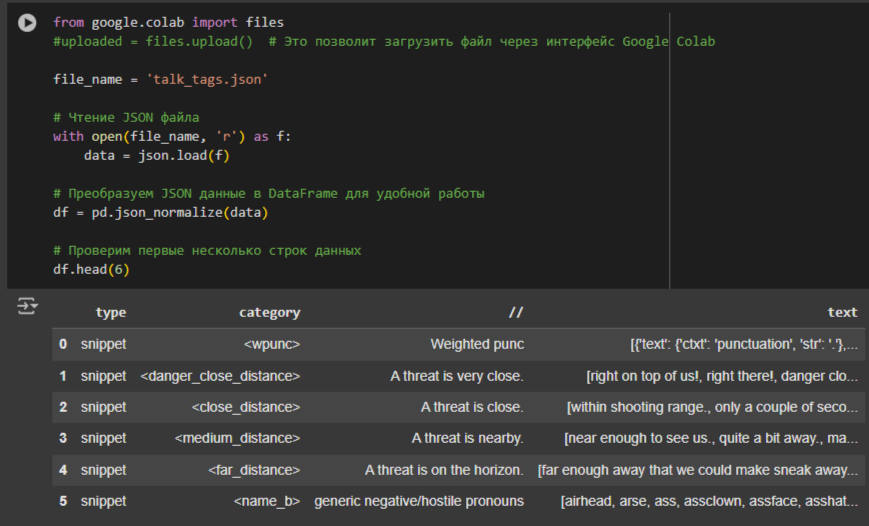 from google.colab import files
#uploaded = files.upload()  # Это позволит загрузить файл через интерфейс Google Colab
file_name = 'talk_tags.json'
# Чтение JSON файла
with open(file_name, 'r') as f:
    data = json.load(f)
# Преобразуем JSON данные в DataFrame для удобной работы
df = pd.json_normalize(data)
# Проверим первые несколько строк данных
df.head(6)
type category // text
0 snippet <wpunc> Weighted punc [{'text': {'ctxt': 'punctuation', 'str': '.'},...
1 snippet <danger_close_distance> A threat is very close. [right on top of us!, right there!, danger clo...
2 snippet <close_distance> A threat is close. [within shooting range., only a couple of seco...
3 snippet <medium_distance> A threat is nearby. [near enough to see us., quite a bit away., ma...
4 snippet <far_distance> A threat is on the horizon. [far enough away that we could make sneak away...
5 snippet <name_b> generic negative/hostile pronouns [airhead, arse, ass, assclown, assface, asshat...